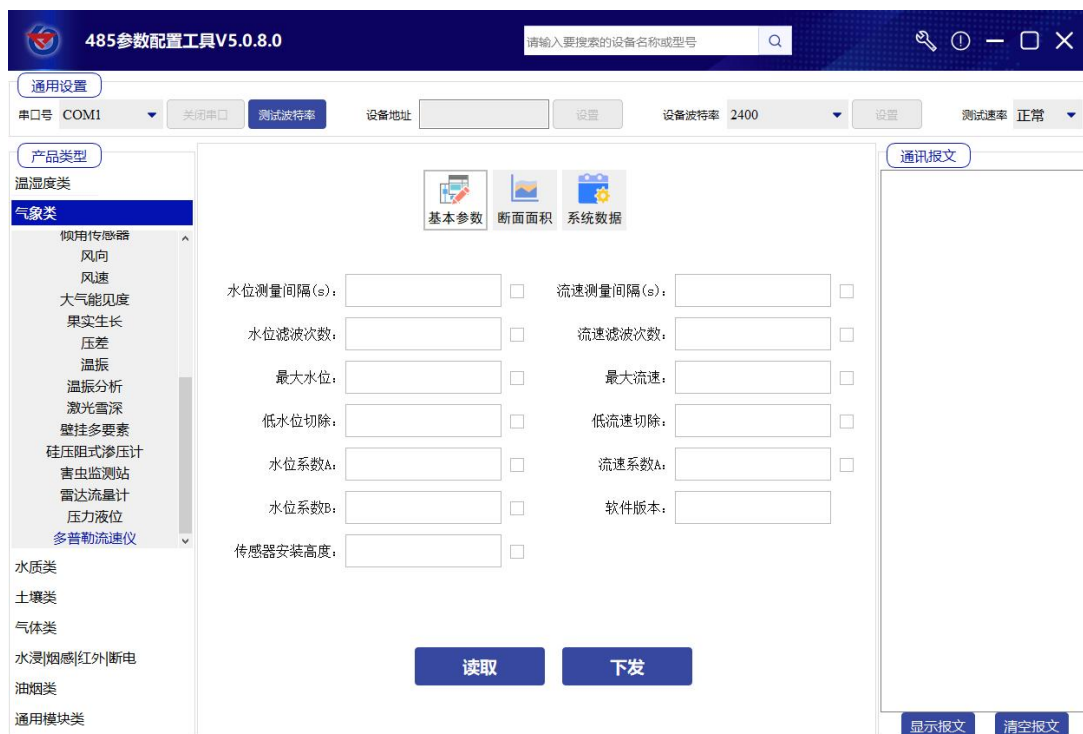 485参数配置工具V5.0.8.0
请输入要搜索的设备名称或型号
通用设置
串口号 COM1 关闭串口 测试波特率 设备地址 设置 设备波特率 2400 设置 测试速率 正常
产品类型
温湿度类
气象类
倾角传感器
风向
风速
大气能见度
果实生长
压差
温振
温振分析
激光雪深
壁挂多要素
硅压阻式渗压计
害虫监测站
雷达流量计
压力液位
多普勒流速仪
水质类
土壤类
气体类
水浸|烟感|红外|断电
油烟类
通用模块类
基本参数 断面面积 系统数据
水位测量间隔(s): 流速测量间隔(s):
水位滤波次数: 流速滤波次数:
最大水位: 最大流速:
低水位切除: 低流速切除:
水位系数A: 流速系数A:
水位系数B: 软件版本:
传感器安装高度:
读取 下发
通讯报文
显示报文 清空报文